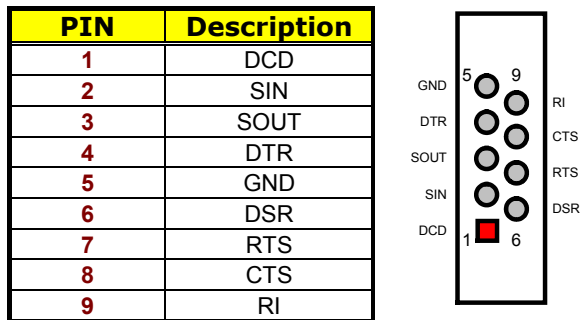 PIN Description
1 DCD
2 SIN
3 SOUT
4 DTR
5 GND
6 DSR
7 RTS
8 CTS
9 RI
5 9
GND
RI
DTR
CTS
SOUT
RTS
SIN
DSR
DCD
1 6